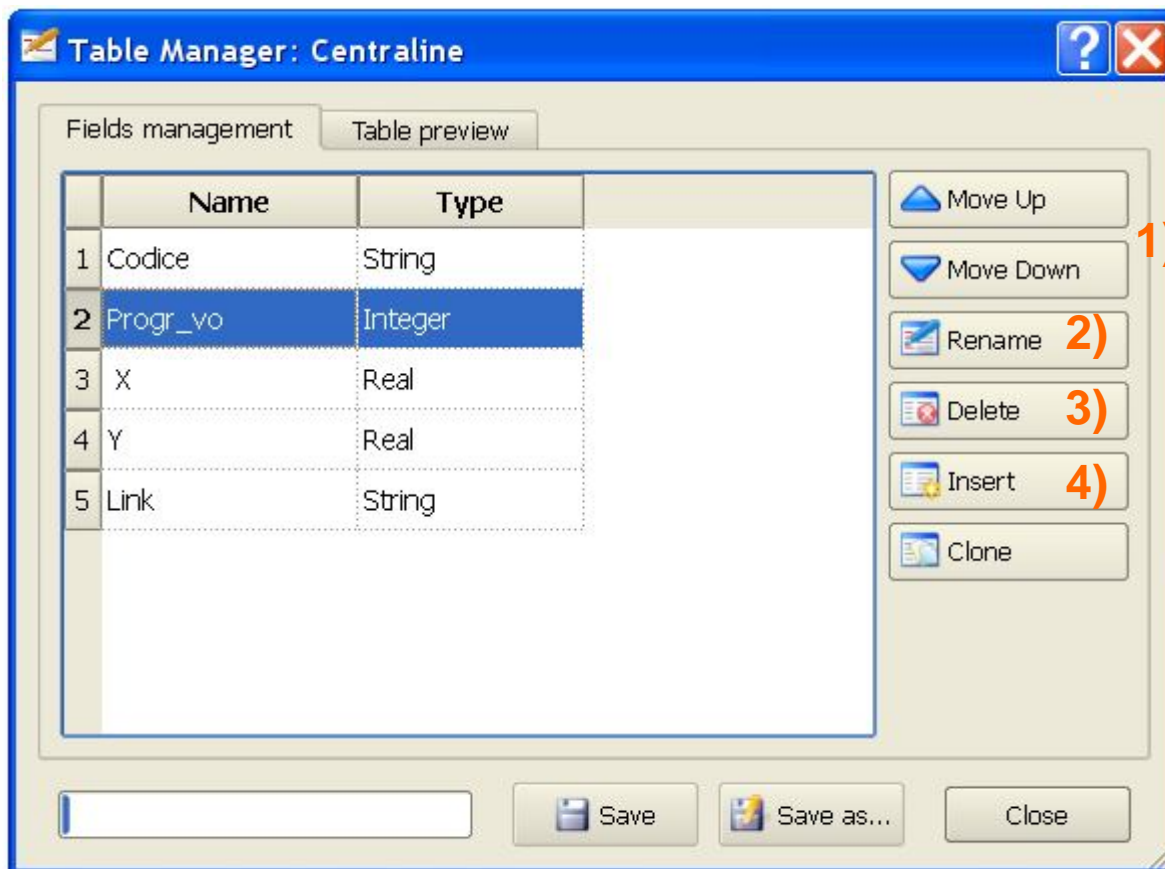 Table Manager: Centraline
Fields management Table preview
Name Type
1 Codice String
2 Progr_vo Integer
3 X Real
4 Y Real
5 Link String
Move Up
1)
Move Down
Rename 2)
Delete 3)
Insert 4)
Clone
Save Save as... Close